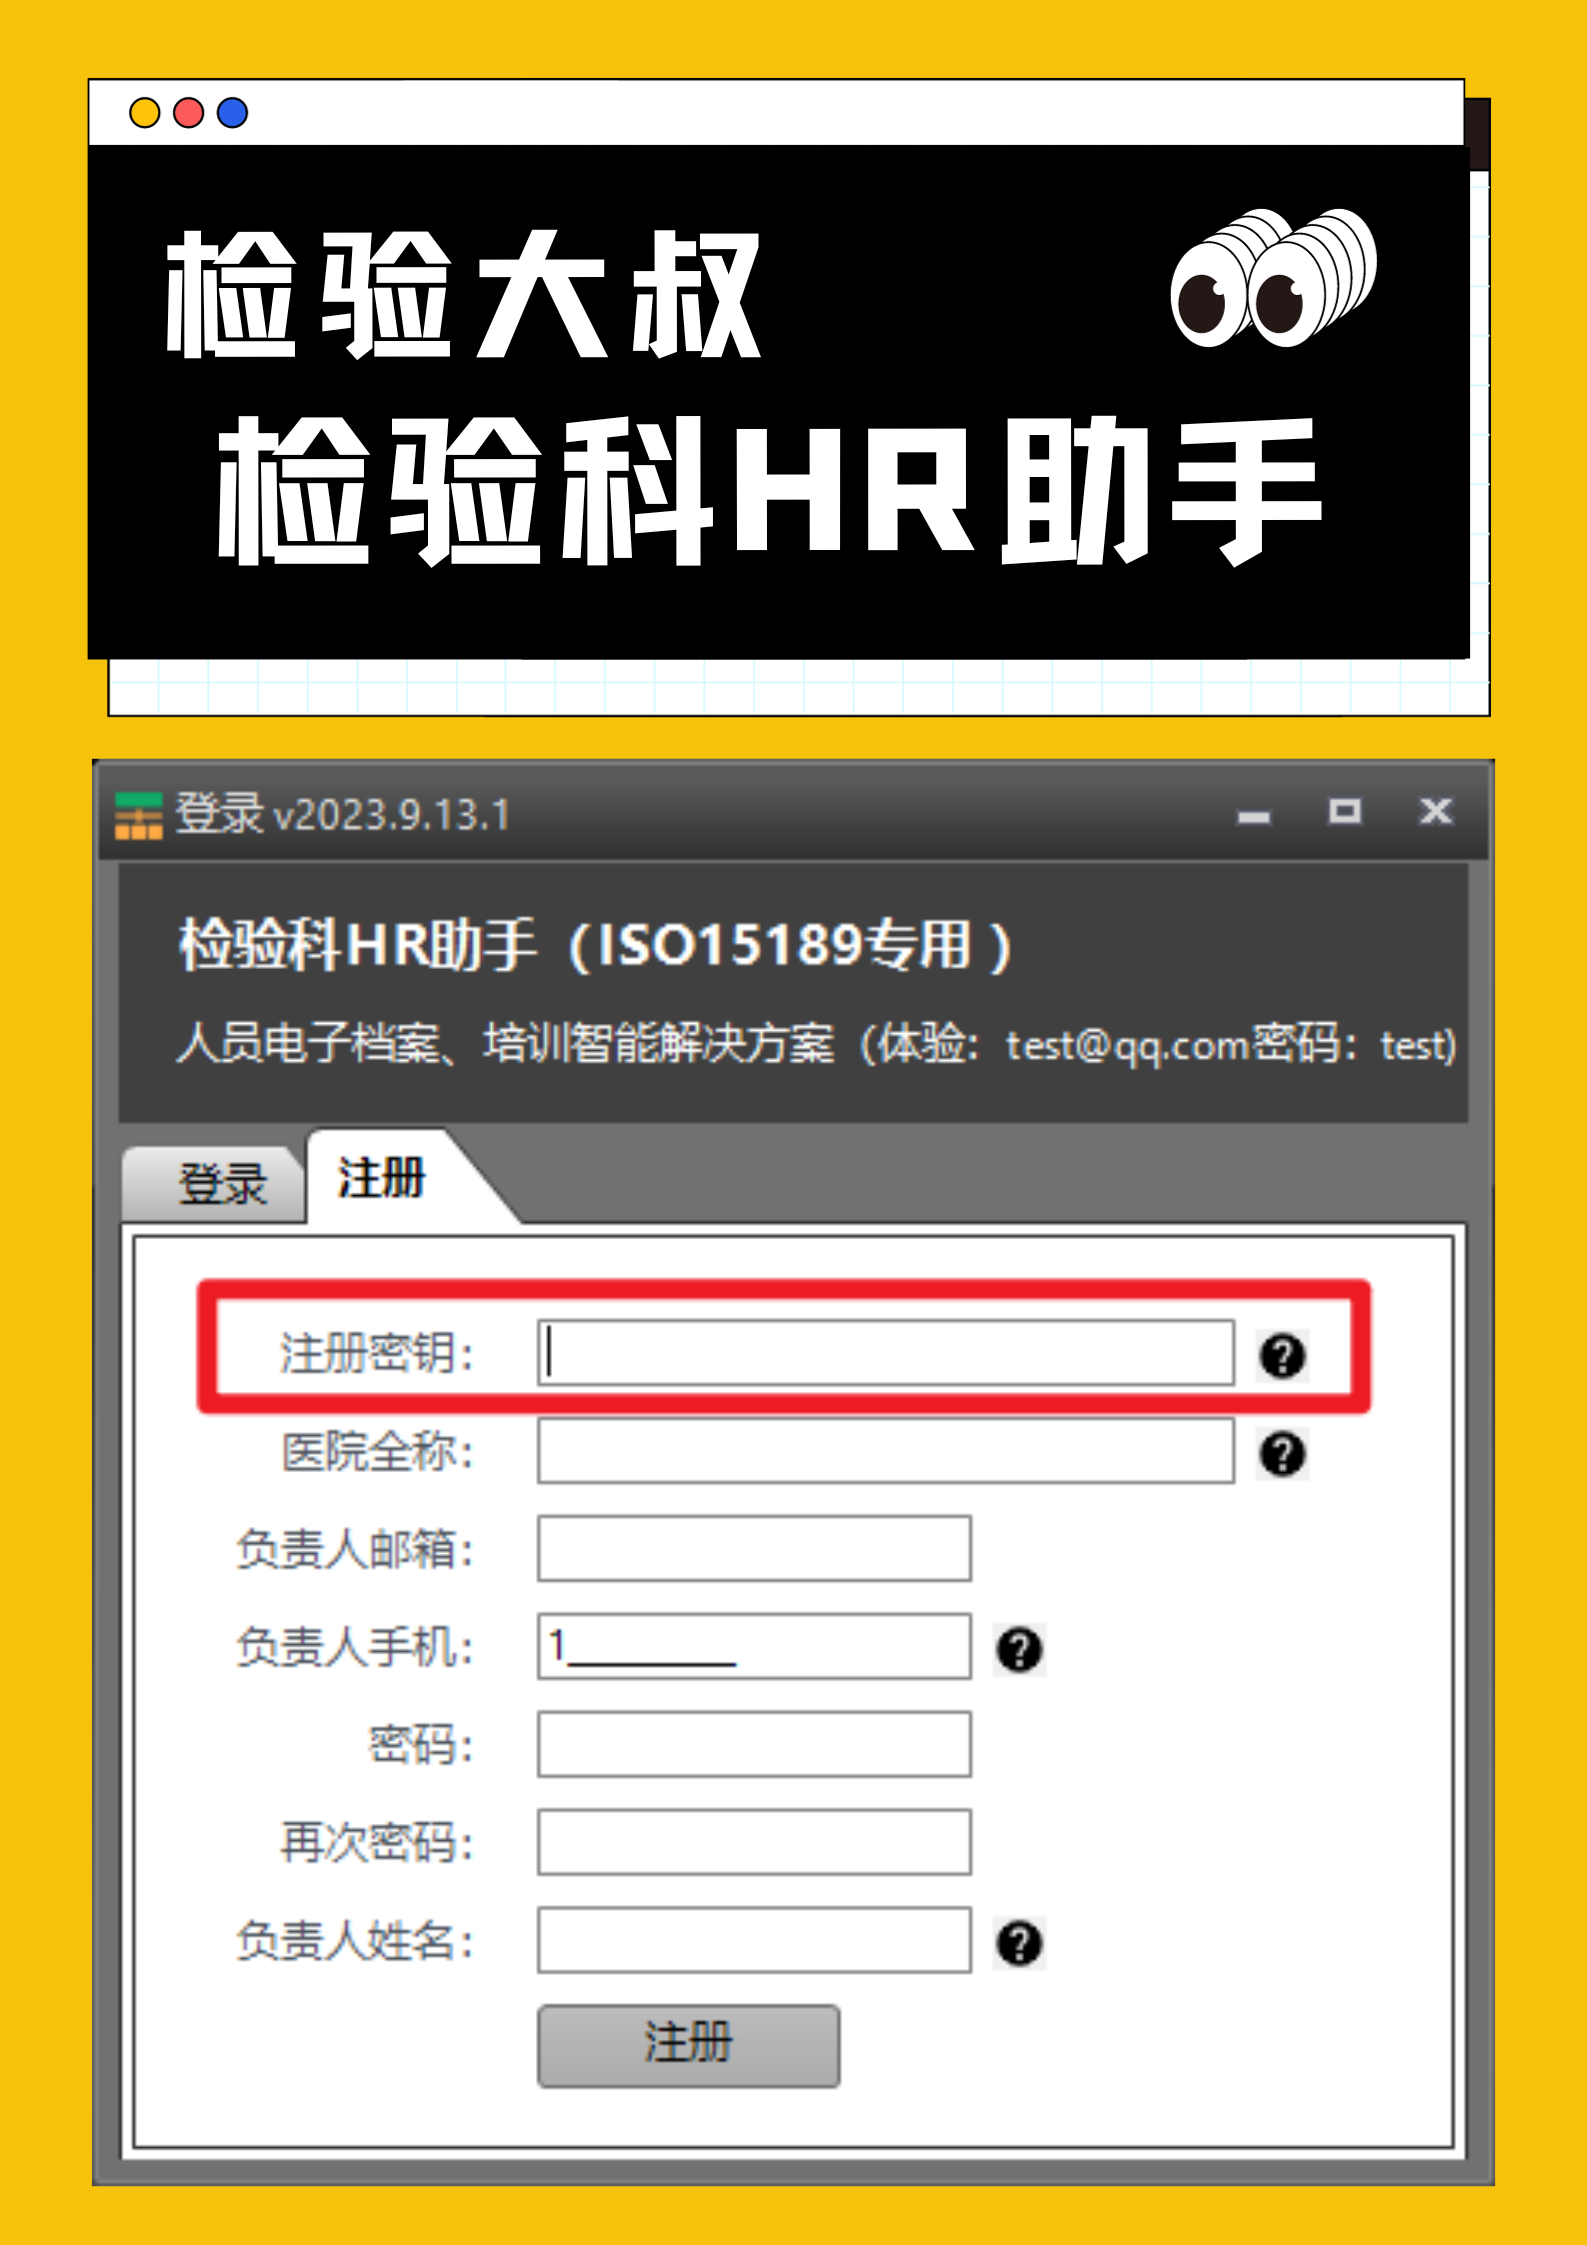 检验大叔
检验科HR助手
登录 v2023.9.13.1
检验科HR助手（ISO15189专用）
人员电子档案、培训智能解决方案（体验：test@qq.com密码：test)
登录
注册
注册密钥：
医院全称：
负责人邮箱：
负责人手机：1_________
密码：
再次密码：
负责人姓名：
注册